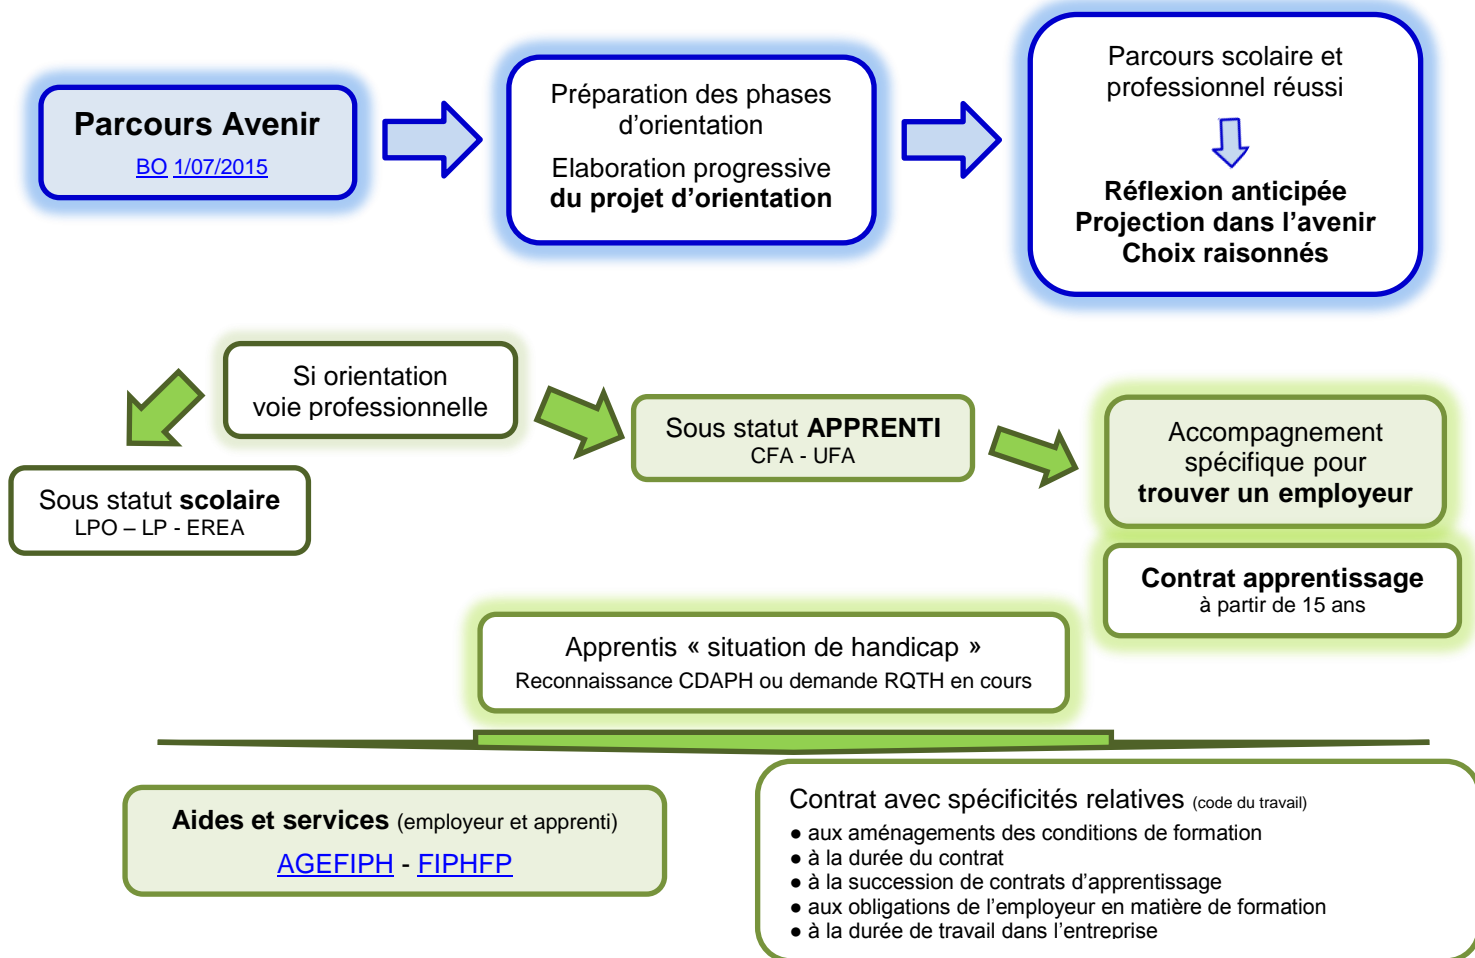 Parcours Avenir
BO 1/07/2015
Préparation des phases
d’orientation
Elaboration progressive
du projet d’orientation
Parcours scolaire et
professionnel réussi
Réflexion anticipée
Projection dans l’avenir
Choix raisonnés
Si orientation
voie professionnelle
Sous statut scolaire
LPO – LP - EREA
Sous statut APPRENTI
CFA - UFA
Accompagnement
spécifique pour
trouver un employeur
Contrat apprentissage
à partir de 15 ans
Apprentis « situation de handicap »
Reconnaissance CDAPH ou demande RQTH en cours
Aides et services (employeur et apprenti)
AGEFIPH - FIPHFP
Contrat avec spécificités relatives (code du travail)
● aux aménagements des conditions de formation
● à la durée du contrat
● à la succession de contrats d’apprentissage
● aux obligations de l’employeur en matière de formation
● à la durée de travail dans l’entreprise